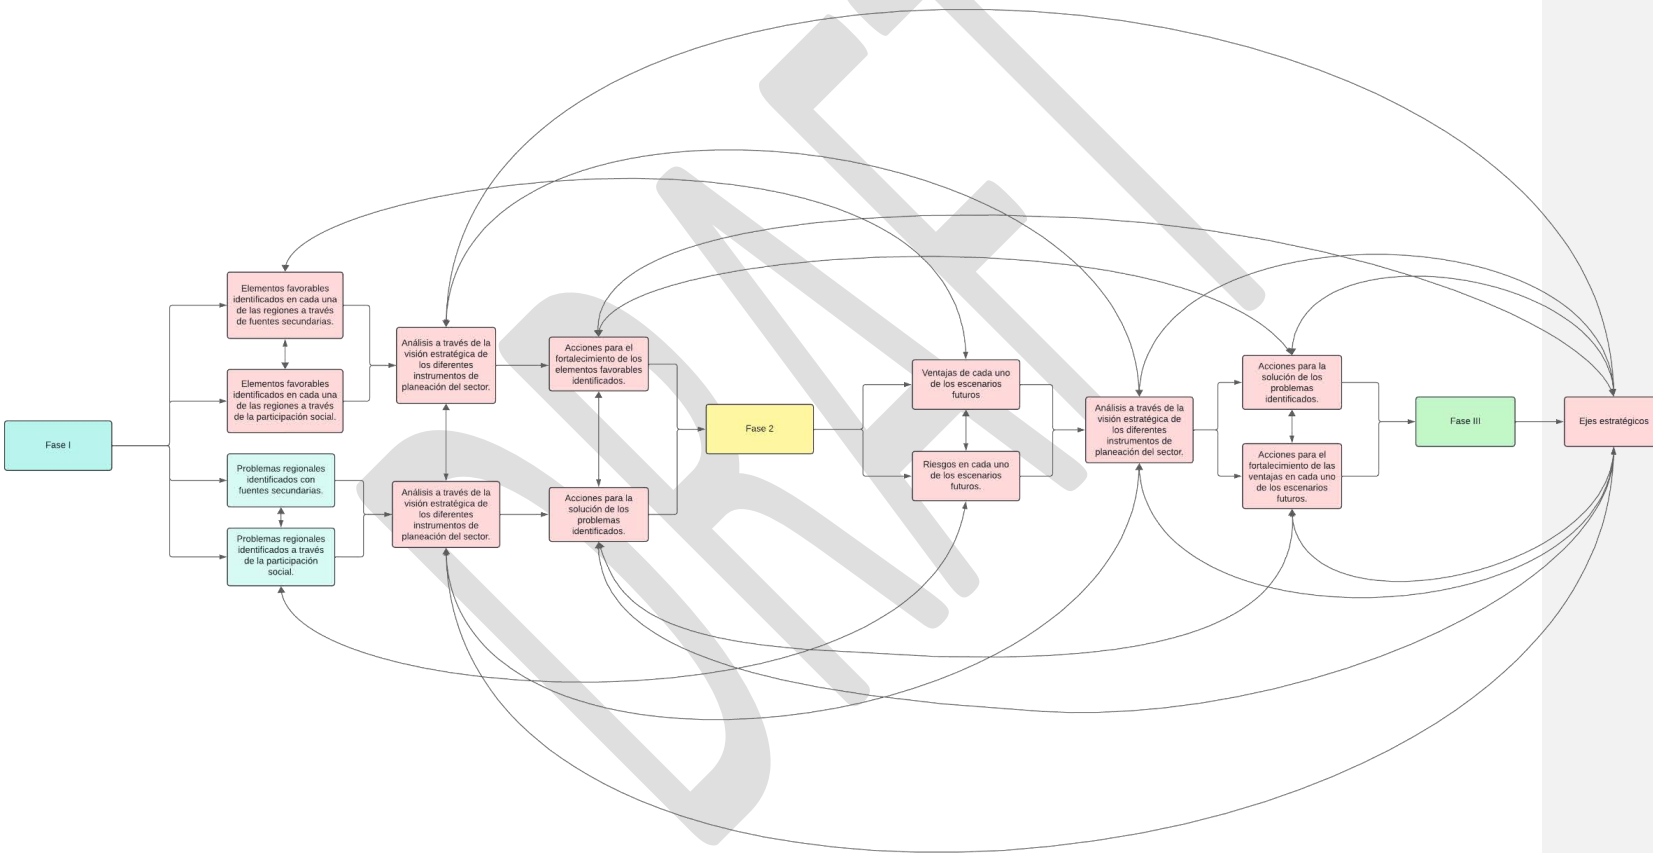 Fase I
Elementos favorables
identificados en cada una
de las regiones a través
de fuentes secundarias.
Elementos favorables
identificados en cada una
de las regiones a través
de la participación social.
Problemas regionales
identificados con
fuentes secundarias.
Problemas regionales
identificados a través
de la participación
social.
Análisis a través de la
visión estratégica de
los diferentes
instrumentos de
planeación del sector.
Análisis a través de la
visión estratégica de
los diferentes
instrumentos de
planeación del sector.
Acciones para el
fortalecimiento de los
elementos favorables
identificados.
Acciones para la
solución de los
problemas
identificados.
Fase 2
Ventajas de cada uno
de los escenarios
futuros
Riesgos en cada uno
de los escenarios
futuros.
Análisis a través de la
visión estratégica de
los diferentes
instrumentos de
planeación del sector.
Acciones para la
solución de los
problemas
identificados.
Acciones para el
fortalecimiento de las
ventajas en cada uno
de los escenarios
futuros.
Fase III
Ejes estratégicos
DRAFT